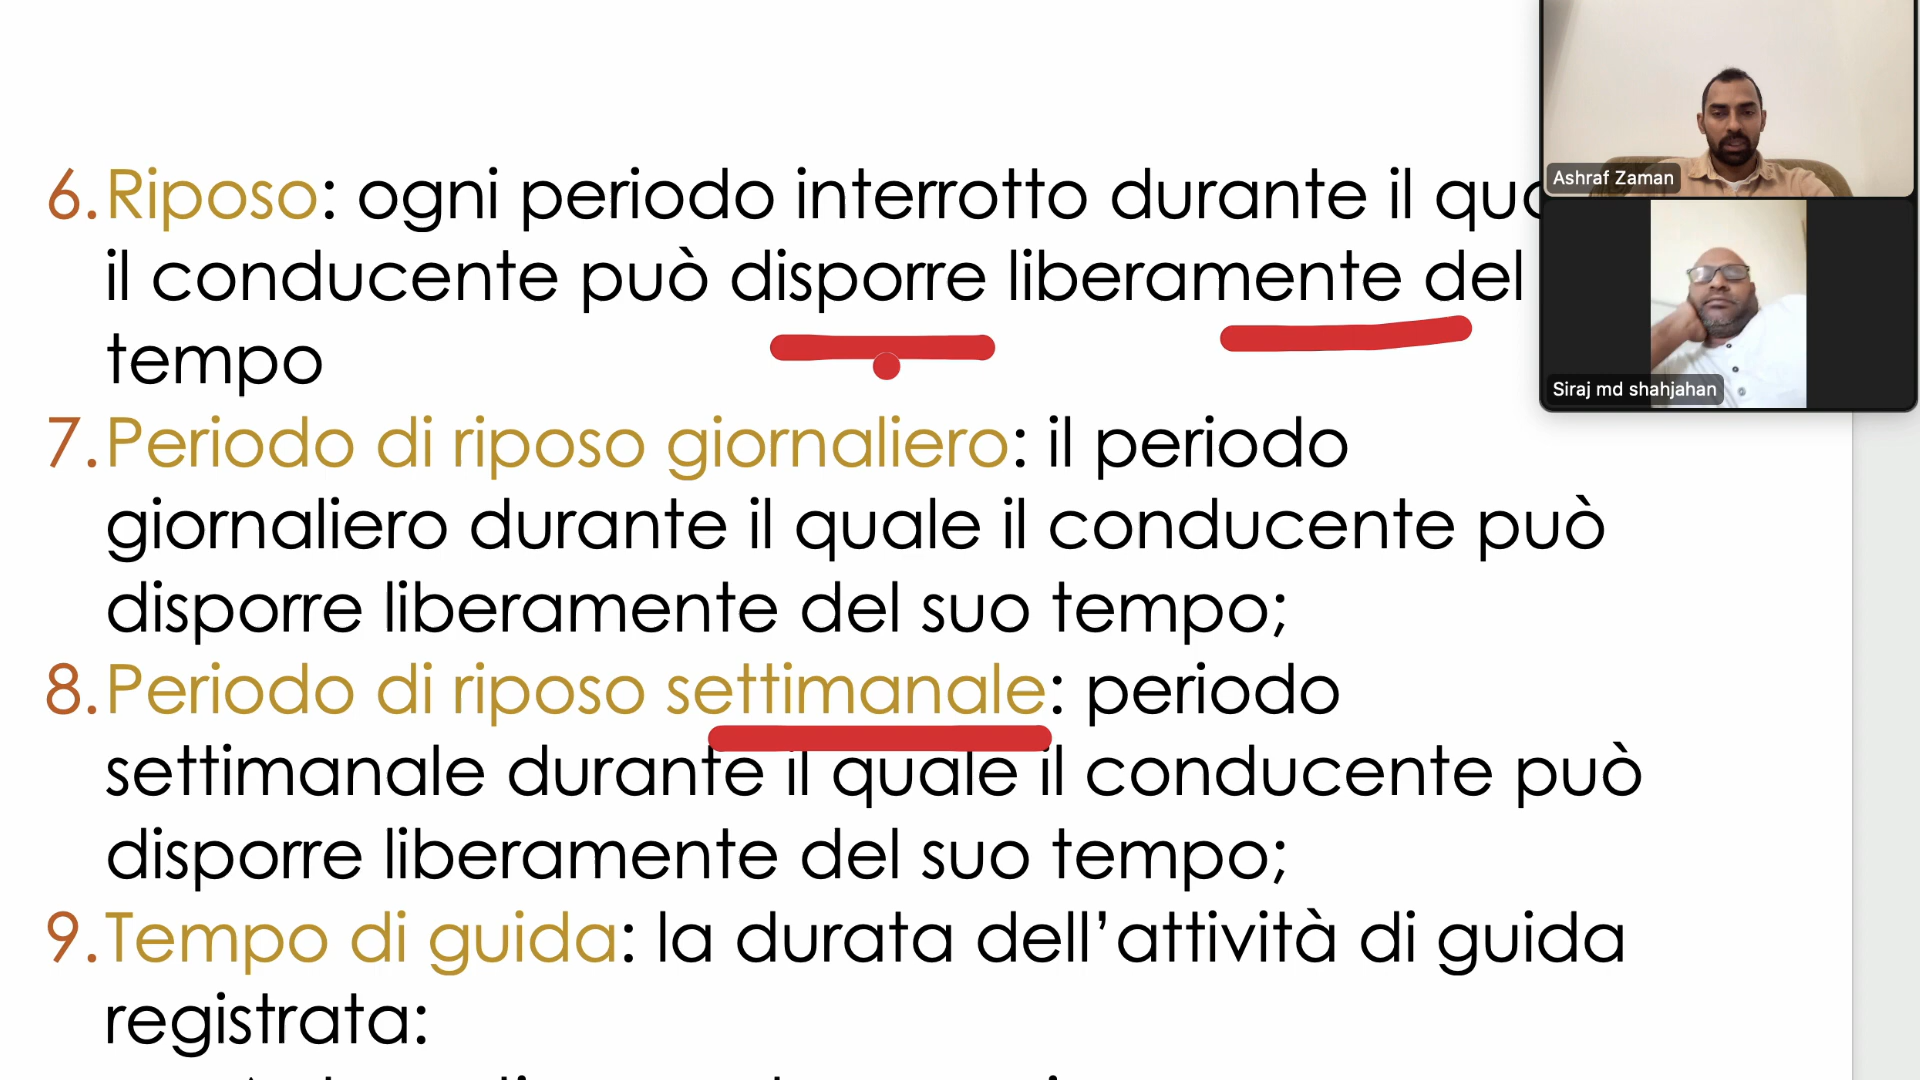 6. Riposo: ogni periodo interrotto durante il
il conducente può disporre liberamente del
tempo
7. Periodo di riposo giornaliero: il periodo
giornaliero durante il quale il conducente può
disporre liberamente del suo tempo;
8. Periodo di riposo settimanale: periodo
settimanale durante il quale il conducente può
disporre liberamente del suo tempo;
9. Tempo di guida: la durata dell’attività di guida
registrata:
Ashraf Zaman
Siraj md shahjahan